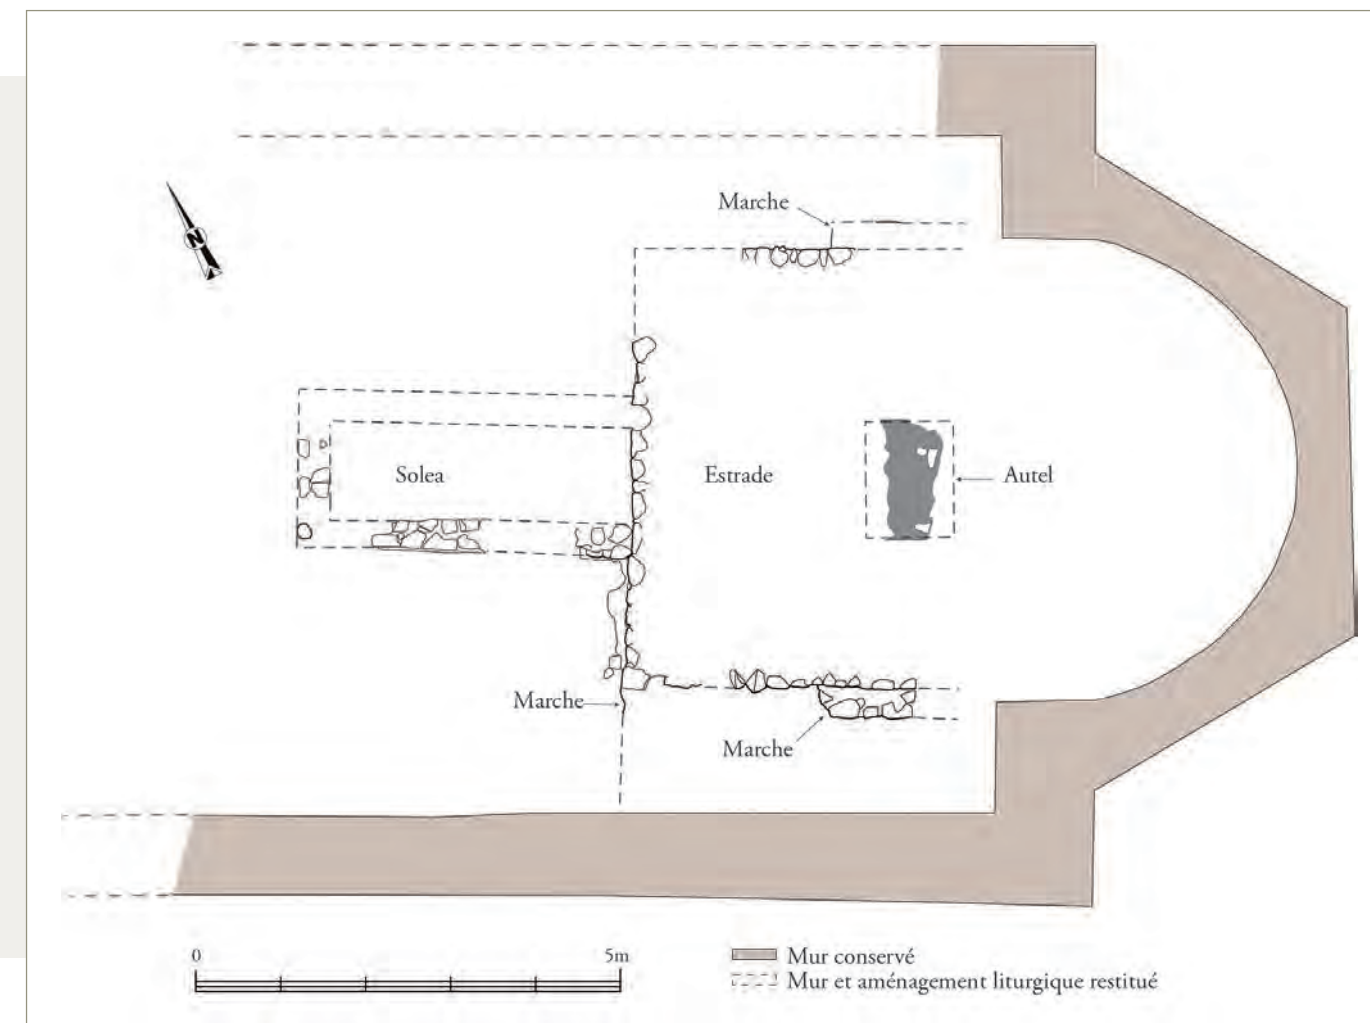 Marche
N
Solea
Estrade
Autel
Marche
Marche
0
5m
Mur conservé
Mur et aménagement liturgique restitué